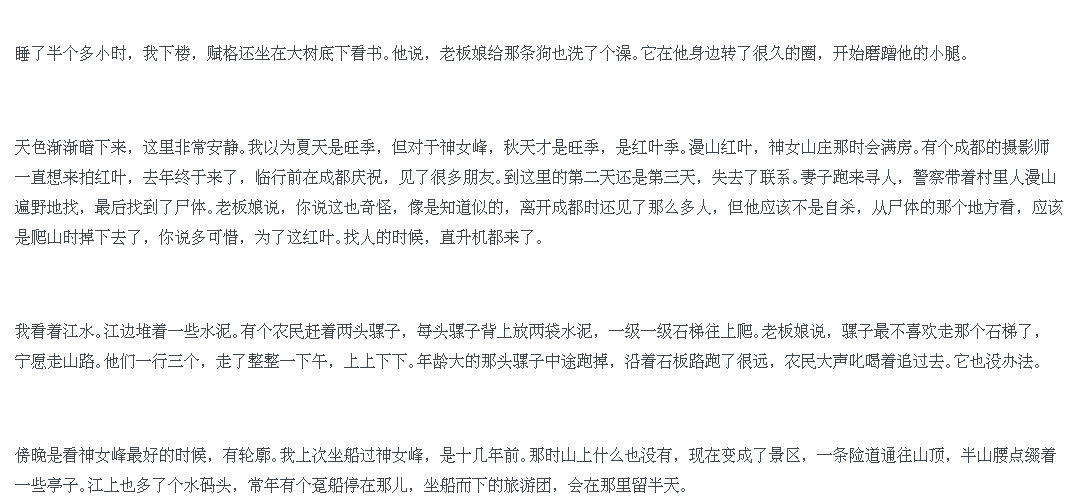 睡了半个多小时，我下楼，赋格还坐在大树底下看书。他说，老板娘给那条狗也洗了个澡。它在他身边转了很久的圈，开始磨蹭他的小腿。
天色渐渐暗下来，这里非常安静。我以为夏天是旺季，但对于神女峰，秋天才是旺季，是红叶季。漫山红叶，神女山庄那时会满房。有个成都的摄影师
一直想来拍红叶，去年终于来了，临行前在成都庆祝，见了很多朋友。到这里的第二天还是第三天，失去了联系。妻子跑来寻人，警察带着村里人漫山
遍野地找，最后找到了尸体。老板娘说，你说这也奇怪，像是知道似的，离开成都时还见了那么多人，但他应该不是自杀，从尸体的那个地方看，应该
是爬山时掉下去了，你说多可惜，为了这红叶。找人的时候，直升机都来了。
我看着江水。江边堆着一些水泥。有个农民赶着两头骡子，每头骡子背上放两袋水泥，一级一级石梯往上爬。老板娘说，骡子最不喜欢走那个石梯了，
宁愿走山路。他们一行三个，走了整整一下午，上上下下。年龄大的那头骡子中途跑掉，沿着石板路跑了很远，农民大声叱喝着追过去。它也没办法。
傍晚是看神女峰最好的时候，有轮廓。我上次坐船过神女峰，是十几年前。那时山上什么也没有，现在变成了景区，一条险道通往山顶，半山腰点缀着
一些亭子。江上也多了个水码头，常年有个趸船停在那儿，坐船而下的旅游团，会在那里留半天。